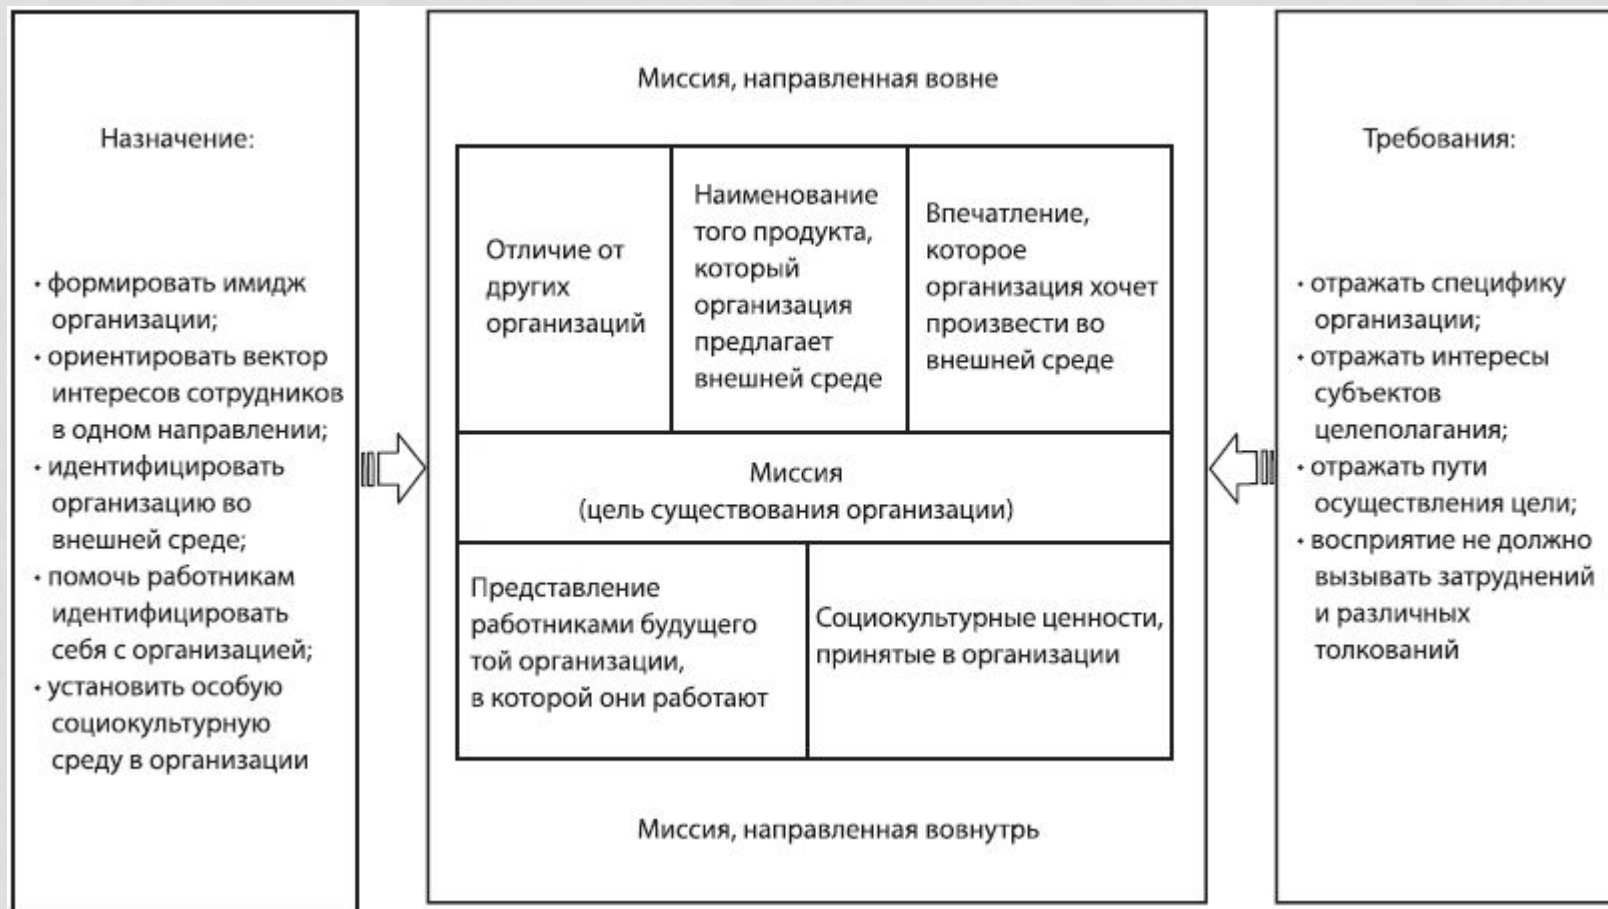 Назначение:
• формировать имидж
организации;
• ориентировать вектор
интересов сотрудников
в одном направлении;
• идентифицировать
организацию во
внешней среде;
• помочь работникам
идентифицировать
себя с организацией;
• установить особую
социокультурную
среду в организации
Миссия, направленная вовне
Отличие от
других
организаций
Наименование
того продукта,
который
организация
предлагает
внешней среде
Впечатление,
которое
организация хочет
произвести во
внешней среде
Миссия
(цель существования организации)
Представление
работниками будущего
той организации,
в которой они работают
Социокультурные ценности,
принятые в организации
Миссия, направленная вовнутрь
Требования:
• отражать специфику
организации;
• отражать интересы
субъектов
целеполагания;
• отражать пути
осуществления цели;
• восприятие не должно
вызывать затруднений
и различных
толкований